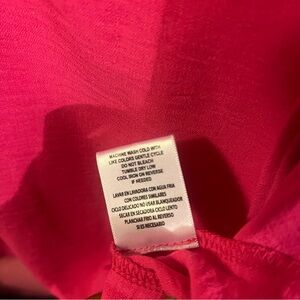 MACHINE WASH COLD WITH
LIKE COLORS GENTLE CYCLE
DO NOT BLEACH
TUMBLE DRY LOW
COOL IRON ON REVERSE
IF NEEDED
LAVAR EN LAVADORA CON AGUA FRIA
CON COLORES SIMILARES
CICLO DELICADO NO USAR BLANQUEADOR
SECAR EN SECADORA CICLO LENTO
PLANCHAR FRIO AL REVERSO
SI ES NECESARIO